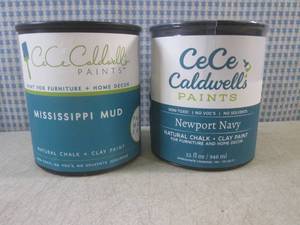 CeCe Caldwell's
PAINTS
PAINT FOR FURNITURE + HOME DECOR
MISSISSIPPI MUD
NATURAL CHALK + CLAY PAINT
CeCe
Caldwell's
PAINTS
NON-TOXIC | NO VOC'S | NO SOLVENTS
Newport Navy
NATURAL CHALK + CLAY PAINT
FOR FURNITURE AND HOME DECOR
32 fl oz / 946 ml